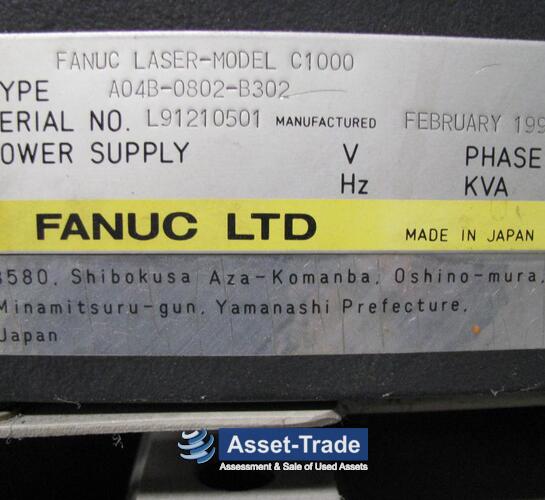 FANUC LASER-MODEL C1000
YPE A04B-0802-B302
ERIAL NO. L91210501 MANUFACTURED FEBRUARY 199
OWER SUPPLY V PHASE
Hz KVA
FANUC LTD MADE IN JAPAN
3580, Shibokusa Aza-Komanba, Oshino-mura,
Minamitsuru-gun, Yamanashi Prefecture,
Japan
Asset-Trade
Assessment & Sale of Used Assets